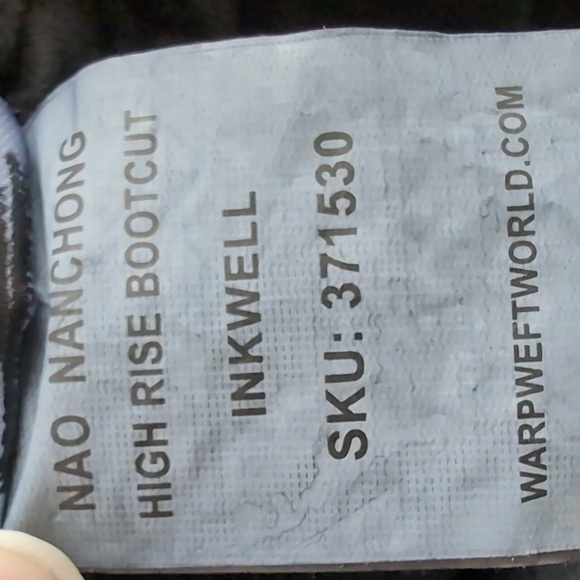 NAO NANCHONG
HIGH RISE BOOTCUT
INKWELL
SKU: 371530
WARPWEFTWORLD.COM